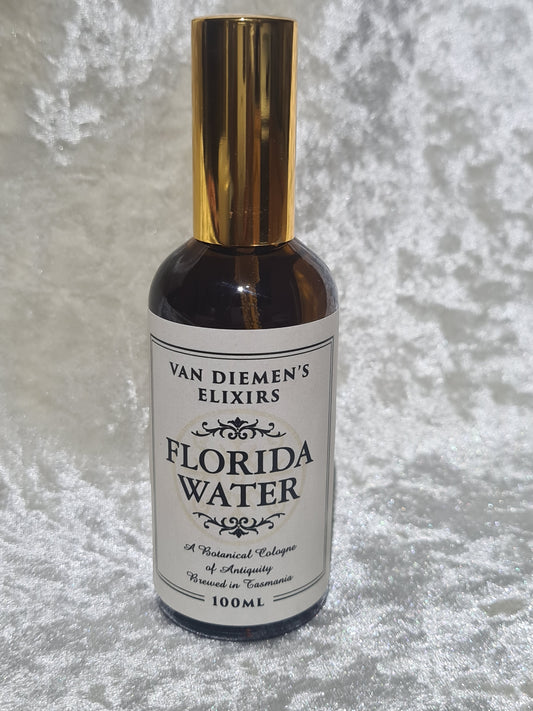 VAN DIEMEN'S
ELIXIRS
FLORIDA
WATER
A Botanical Cologne
of Antiquity
Brewed in Tasmania
100ML